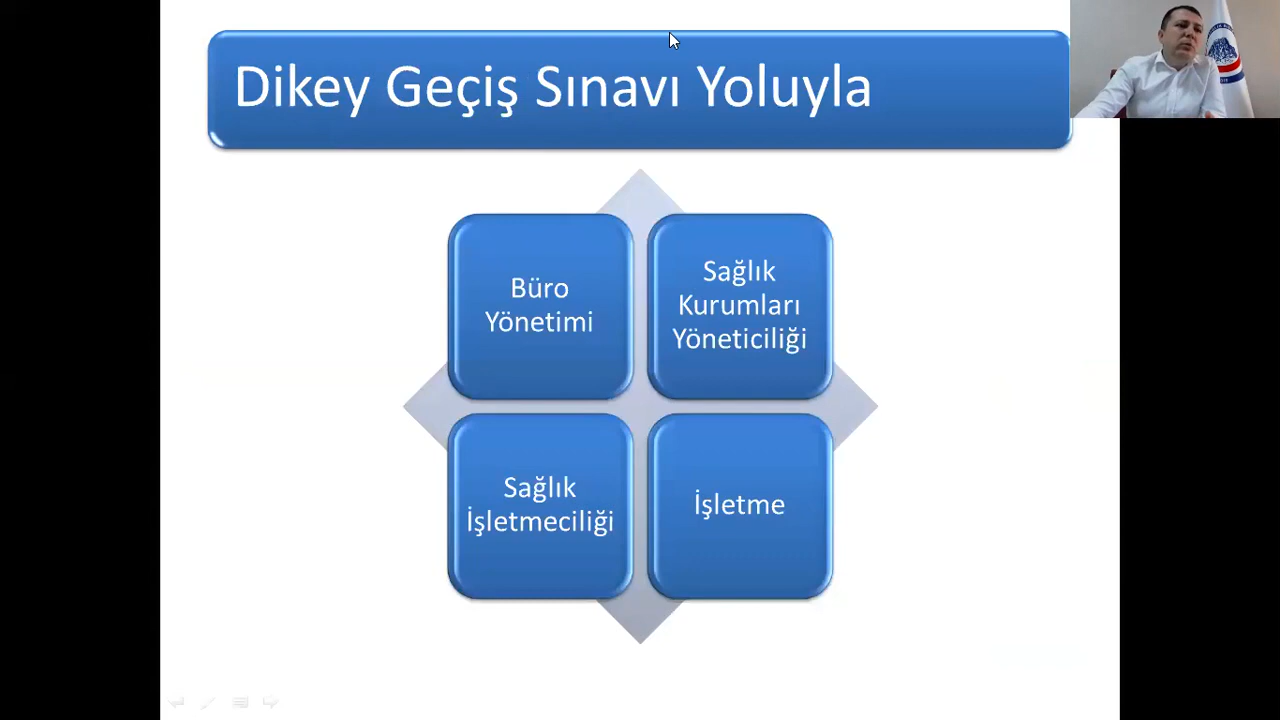 Dikey Geçiş Sınavı Yoluyla
Büro
Yönetimi
Sağlık
Kurumları
Yöneticiliği
Sağlık
İşletmeciliği
İşletme